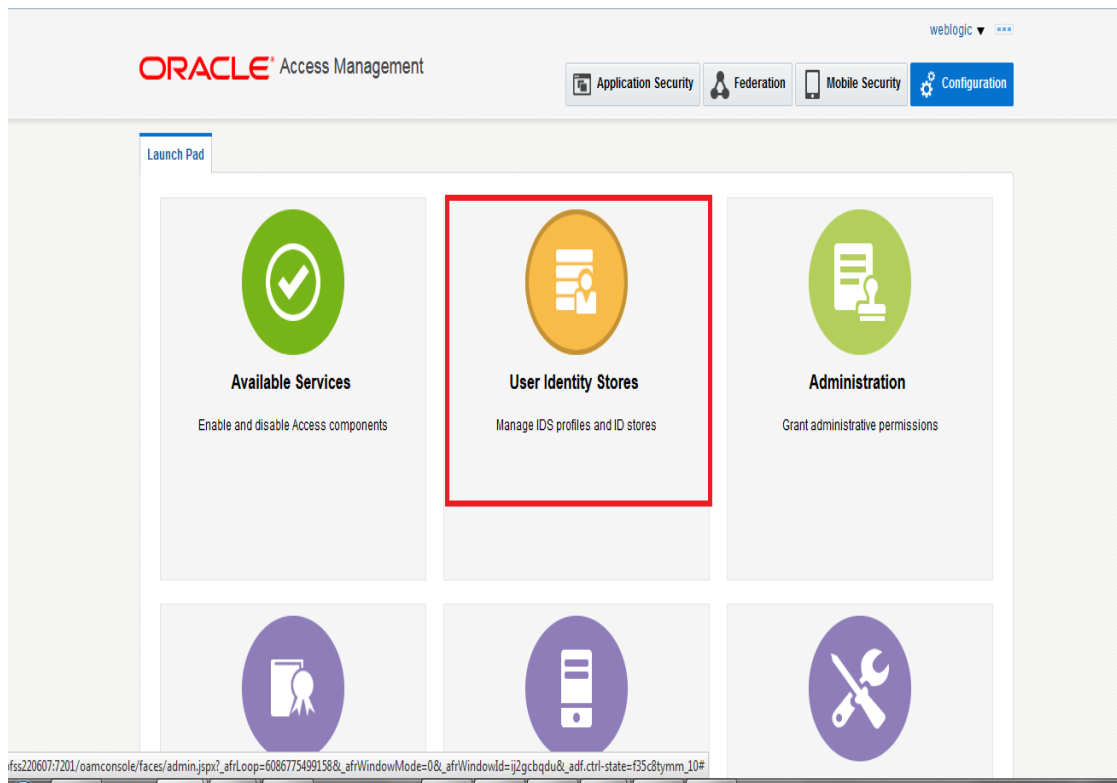 weblogic
ORACLE Access Management
Application Security
Federation
Mobile Security
Configuration
Launch Pad
Available Services
Enable and disable Access components
User Identity Stores
Manage IDS profiles and ID stores
Administration
Grant administrative permissions
ofss220607:7201/oamconsole/faces/admin.jspx?_afrLoop=6086775499158&_afrWindowMode=0&_afrWindowId=jj2gcbqdu&_adf.ctrl-state=f35c8tymm_10#